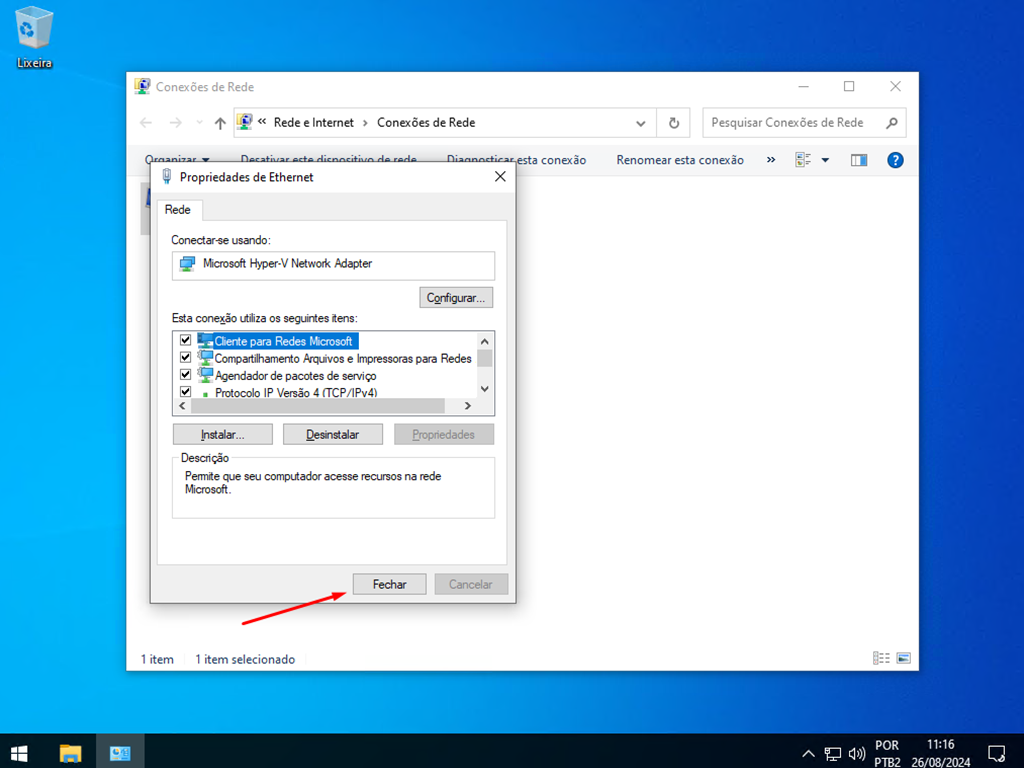 Lixeira
Conexões de Rede
« Rede e Internet › Conexões de Rede
Pesquisar Conexões de Rede
Organizar
Desativar este dispositivo de rede
Diagnosticar esta conexão
Renomear esta conexão
»
Propriedades de Ethernet
Rede
Conectar-se usando:
Microsoft Hyper-V Network Adapter
Configurar...
Esta conexão utiliza os seguintes itens:
Cliente para Redes Microsoft
Compartilhamento Arquivos e Impressoras para Redes
Agendador de pacotes de serviço
Protocolo IP Versão 4 (TCP/IPv4)
Instalar...
Desinstalar
Propriedades
Descrição
Permite que seu computador acesse recursos na rede
Microsoft.
Fechar
Cancelar
1 item
1 item selecionado
POR
PTB2
11:16
26/08/2024